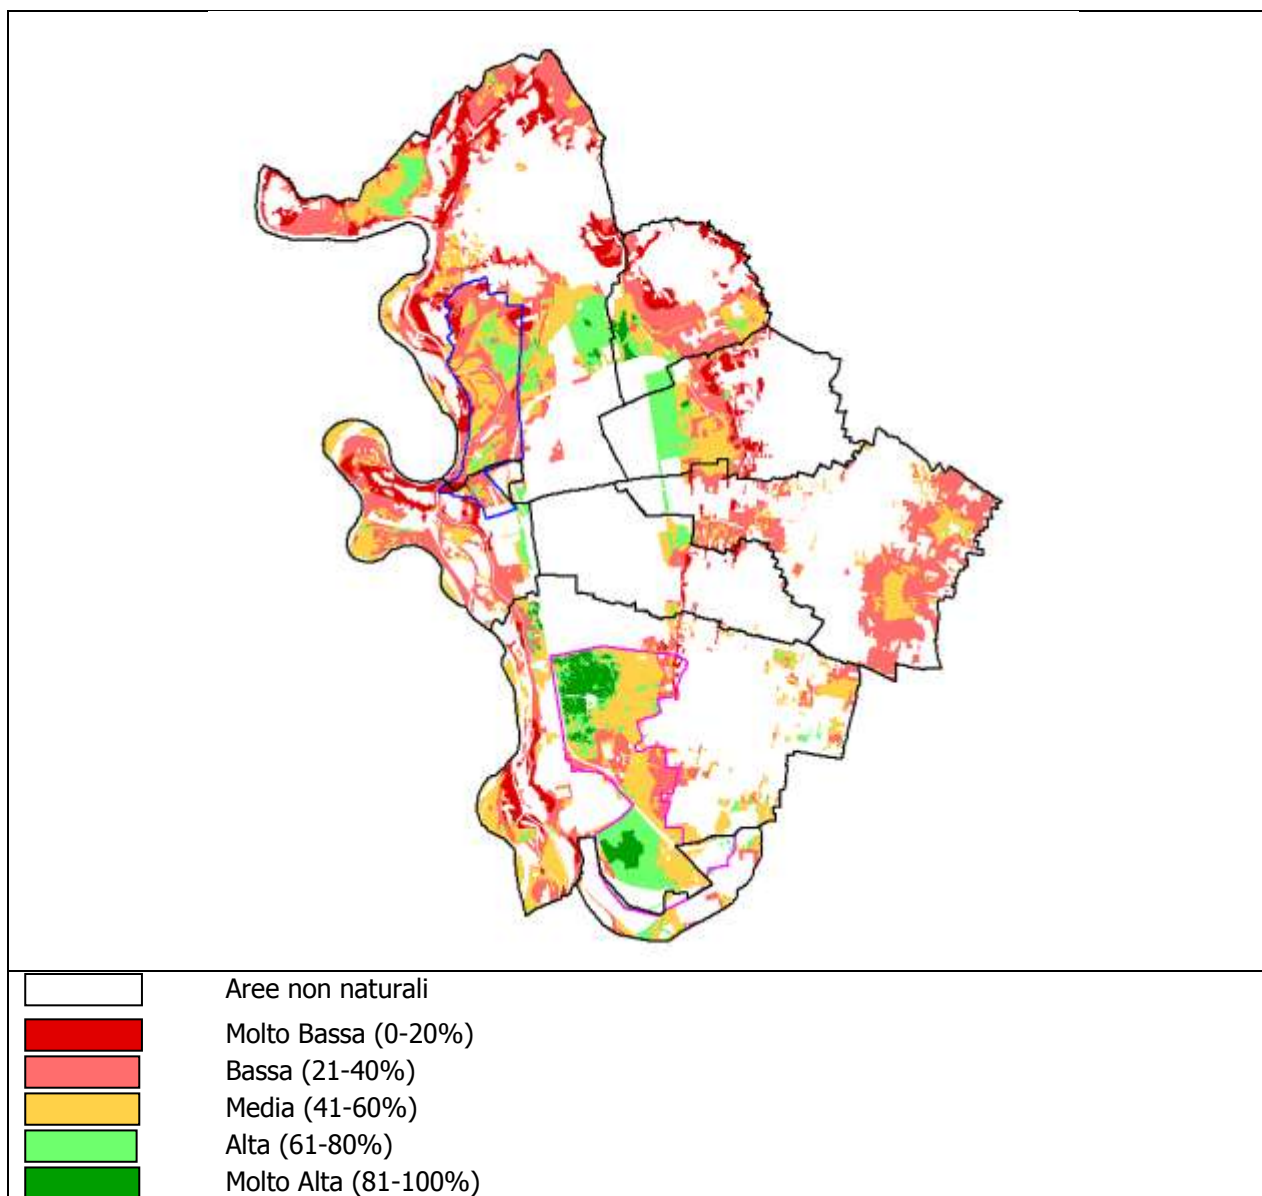 Aree non naturali
Molto Bassa (0-20%)
Bassa (21-40%)
Media (41-60%)
Alta (61-80%)
Molto Alta (81-100%)